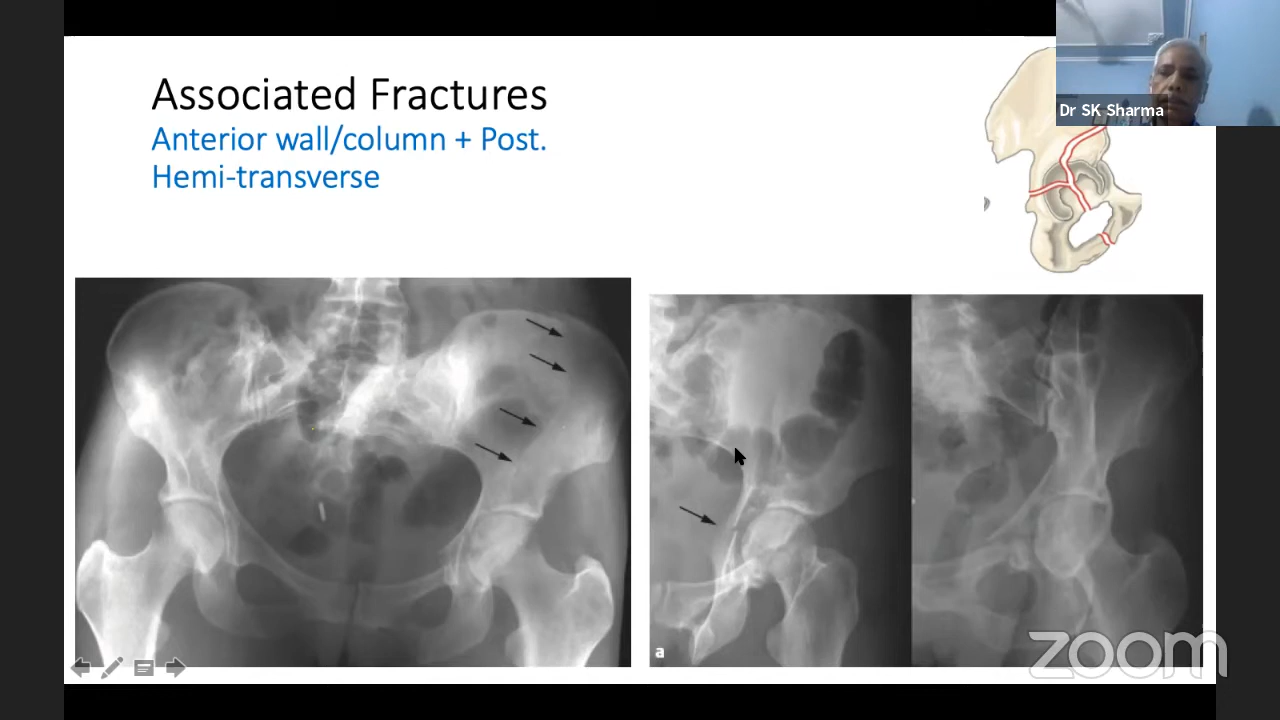 Associated Fractures
Anterior wall/column + Post.
Hemi-transverse
Dr SK Sharma
a
zoom